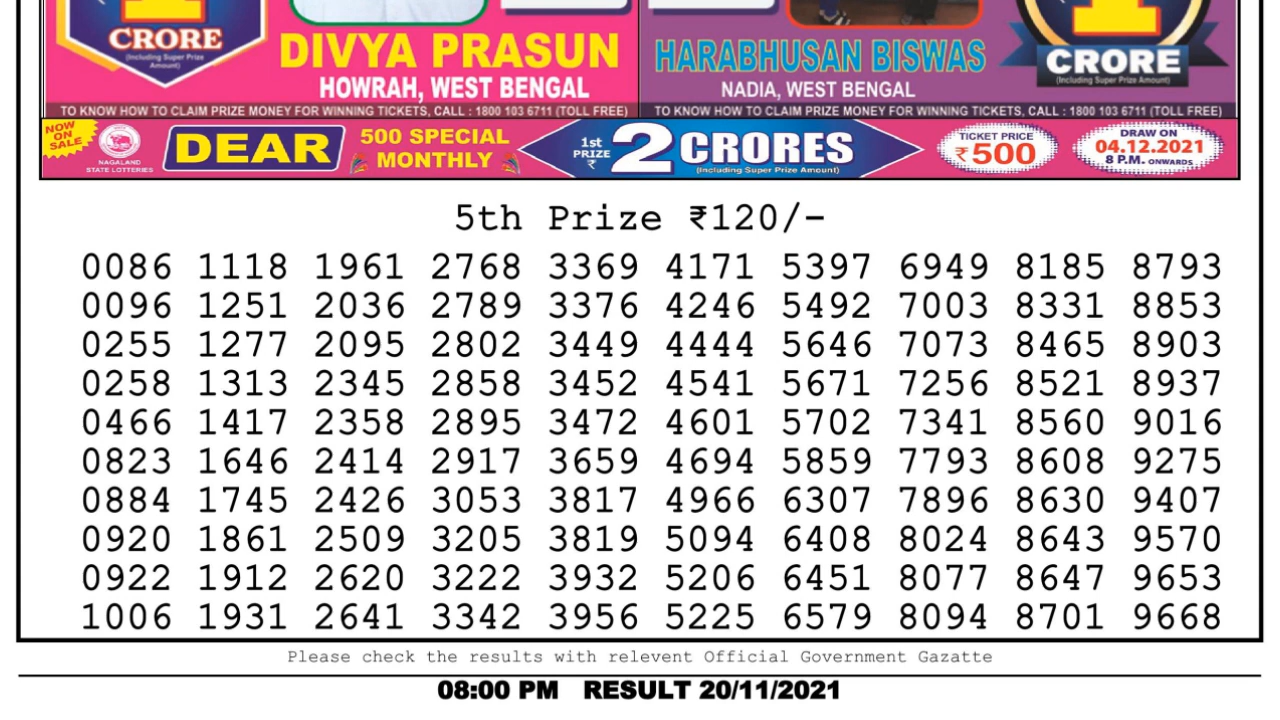 CRORE
(Including Super Prize
Amount)
DIVYA PRASUN
HOWRAH, WEST BENGAL
HARABHUSAN BISWAS
NADIA, WEST BENGAL
CRORE
(Including Super Prize Amount)
TO KNOW HOW TO CLAIM PRIZE MONEY FOR WINNING TICKETS, CALL : 1800 103 6711 (TOLL FREE)
TO KNOW HOW TO CLAIM PRIZE MONEY FOR WINNING TICKETS, CALL : 1800 103 6711 (TOLL FREE)
NOW
ON
SALE
NAGALAND
STATE LOTTERIES
DEAR
500 SPECIAL
MONTHLY
1st
PRIZE
₹
2 CRORES
(Including Super Prize Amount)
TICKET PRICE
₹500
DRAW ON
04.12.2021
8 P.M. ONWARDS
5th Prize ₹120/-
0086 1118 1961 2768 3369 4171 5397 6949 8185 8793
0096 1251 2036 2789 3376 4246 5492 7003 8331 8853
0255 1277 2095 2802 3449 4444 5646 7073 8465 8903
0258 1313 2345 2858 3452 4541 5671 7256 8521 8937
0466 1417 2358 2895 3472 4601 5702 7341 8560 9016
0823 1646 2414 2917 3659 4694 5859 7793 8608 9275
0884 1745 2426 3053 3817 4966 6307 7896 8630 9407
0920 1861 2509 3205 3819 5094 6408 8024 8643 9570
0922 1912 2620 3222 3932 5206 6451 8077 8647 9653
1006 1931 2641 3342 3956 5225 6579 8094 8701 9668
Please check the results with relevent Official Government Gazatte
08:00 PM RESULT 20/11/2021